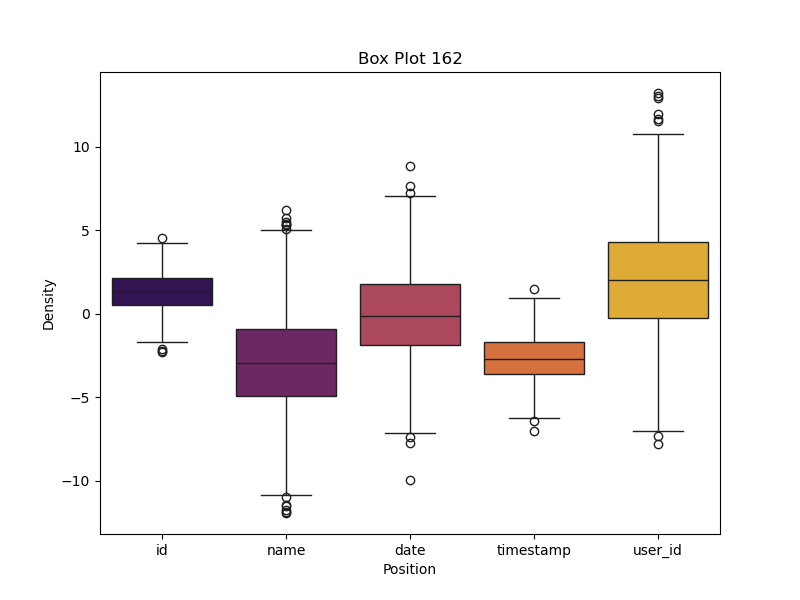 Box Plot 162
Density
10
5
0
−5
−10
id name date timestamp user_id
Position